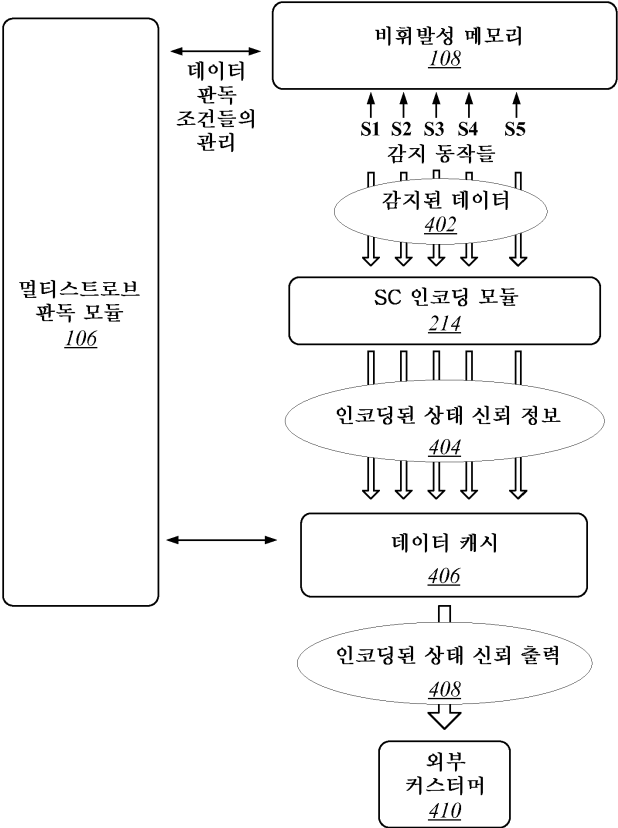 비휘발성 메모리
108
데이터
판독
조건들의
관리
S1 S2 S3 S4 S5
감지 동작들
감지된 데이터
402
멀티스트로브
판독 모듈
106
SC 인코딩 모듈
214
인코딩된 상태 신뢰 정보
404
데이터 캐시
406
인코딩된 상태 신뢰 출력
408
외부
커스터머
410